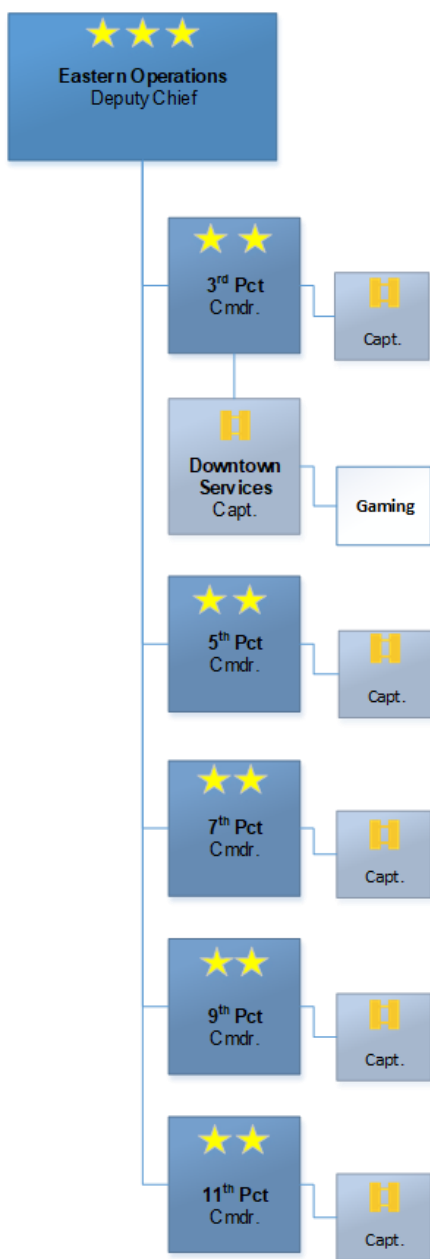 Eastern Operations
Deputy Chief
3rd Pct
Cmdr.
Capt.
Downtown
Services
Capt.
Gaming
5th Pct
Cmdr.
Capt.
7th Pct
Cmdr.
Capt.
9th Pct
Cmdr.
Capt.
11th Pct
Cmdr.
Capt.